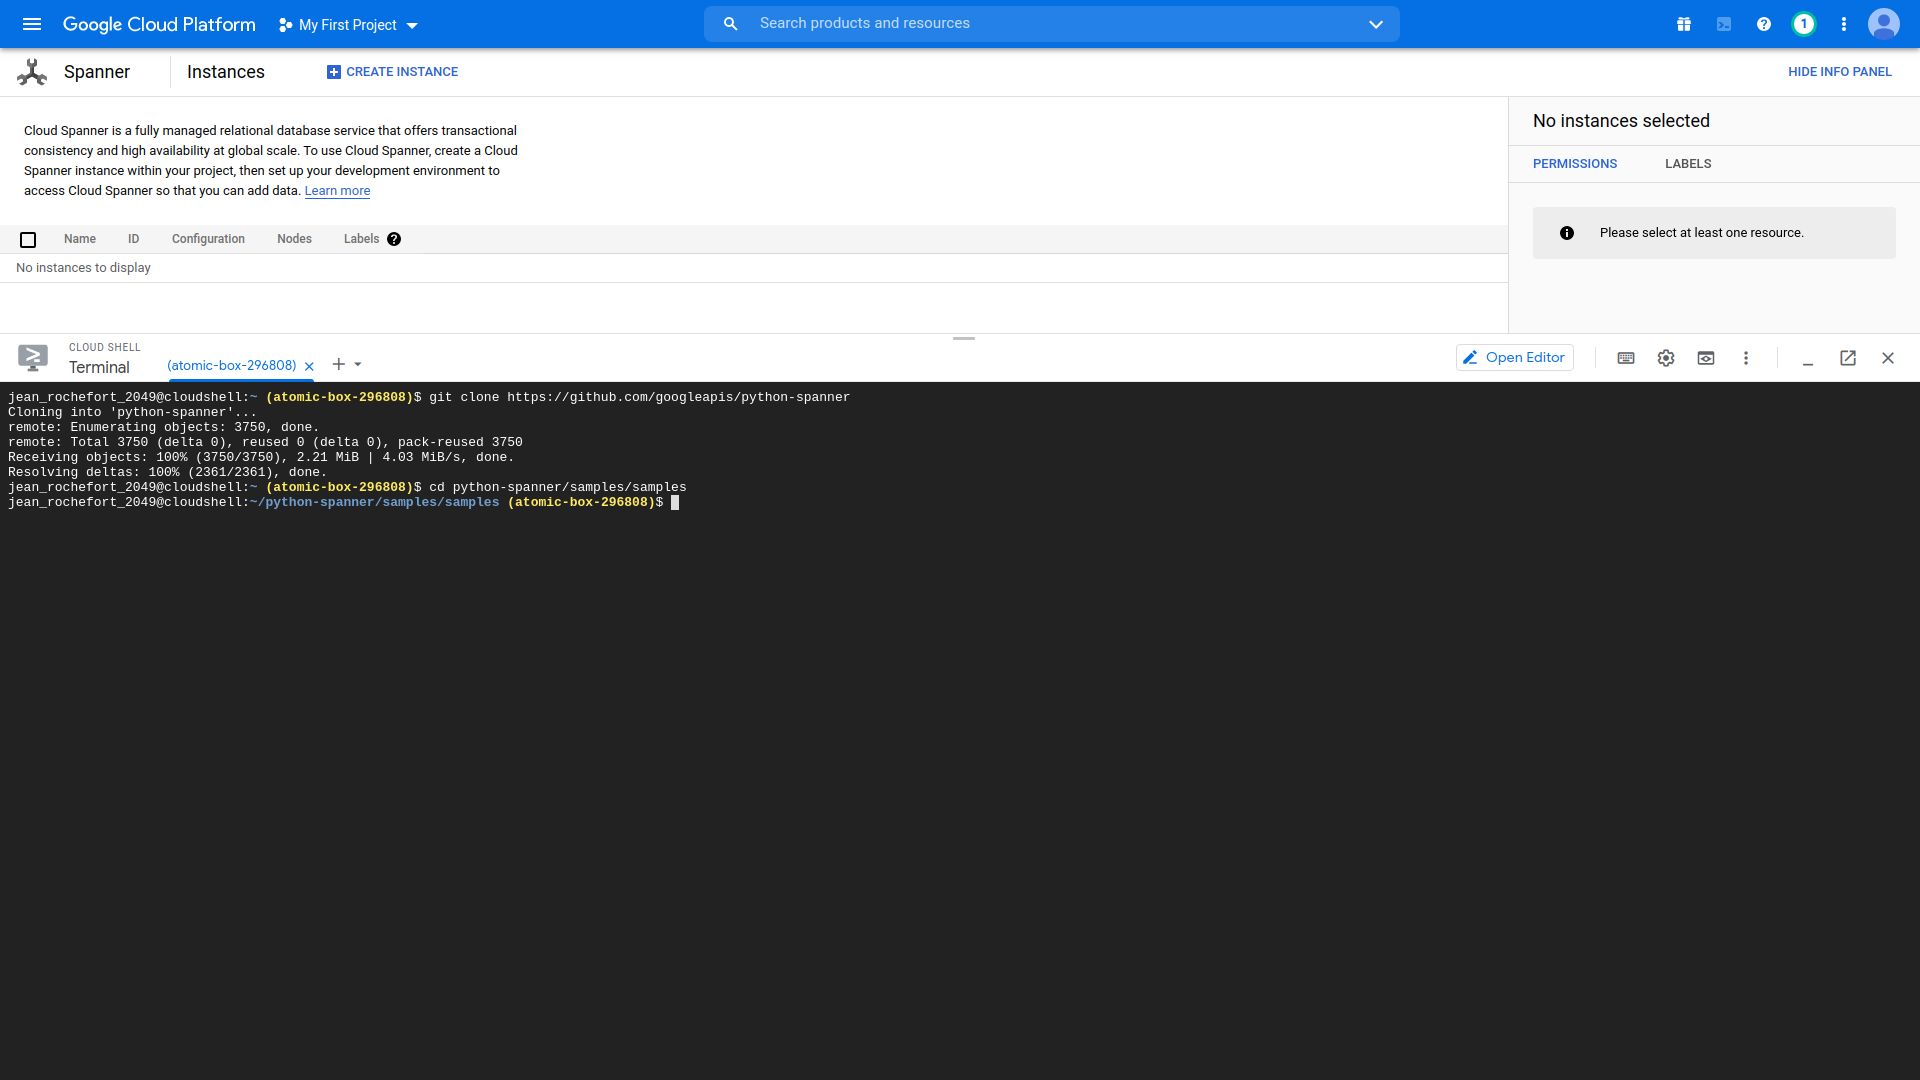 Google Cloud Platform My First Project Search products and resources 1
Spanner Instances CREATE INSTANCE HIDE INFO PANEL
Cloud Spanner is a fully managed relational database service that offers transactional
consistency and high availability at global scale. To use Cloud Spanner, create a Cloud
Spanner instance within your project, then set up your development environment to
access Cloud Spanner so that you can add data. Learn more
Name ID Configuration Nodes Labels
No instances to display
No instances selected
PERMISSIONS LABELS
Please select at least one resource.
CLOUD SHELL
Terminal (atomic-box-296808) Open Editor
jean_rochefort_2049@cloudshell:~ (atomic-box-296808)$ git clone https://github.com/googleapis/python-spanner
Cloning into 'python-spanner'...
remote: Enumerating objects: 3750, done.
remote: Total 3750 (delta 0), reused 0 (delta 0), pack-reused 3750
Receiving objects: 100% (3750/3750), 2.21 MiB | 4.03 MiB/s, done.
Resolving deltas: 100% (2361/2361), done.
jean_rochefort_2049@cloudshell:~ (atomic-box-296808)$ cd python-spanner/samples/samples
jean_rochefort_2049@cloudshell:~/python-spanner/samples/samples (atomic-box-296808)$